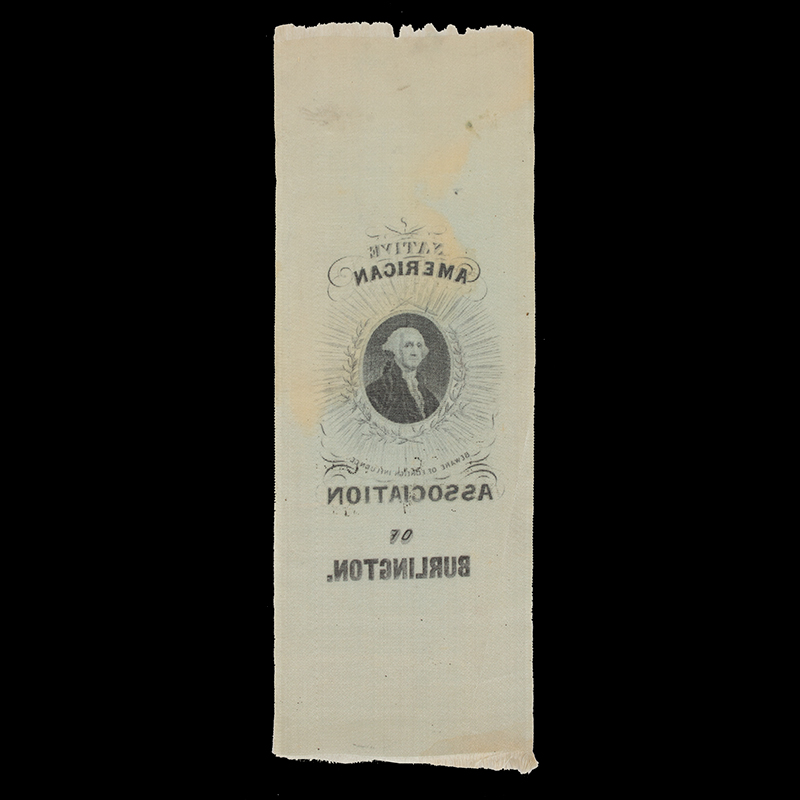 NATIVE
AMERICAN
BEWARE OF FOREIGN INFLUENCE
ASSOCIATION
OF
BURLINGTON.